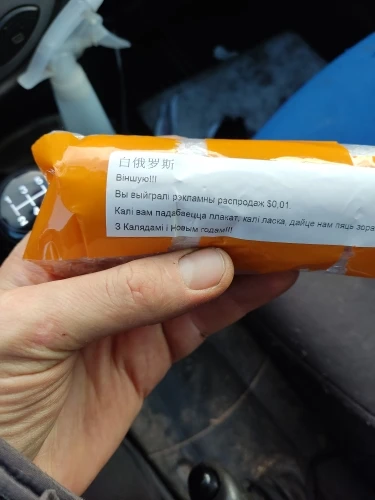 白俄罗斯
Віншую!!!
Вы выйгралі рэкламны распродаж $0,01
Калі вам падабаецца плакат, калі ласка, дайце нам пяць зорак
З Калядамі і Новым годам!!!